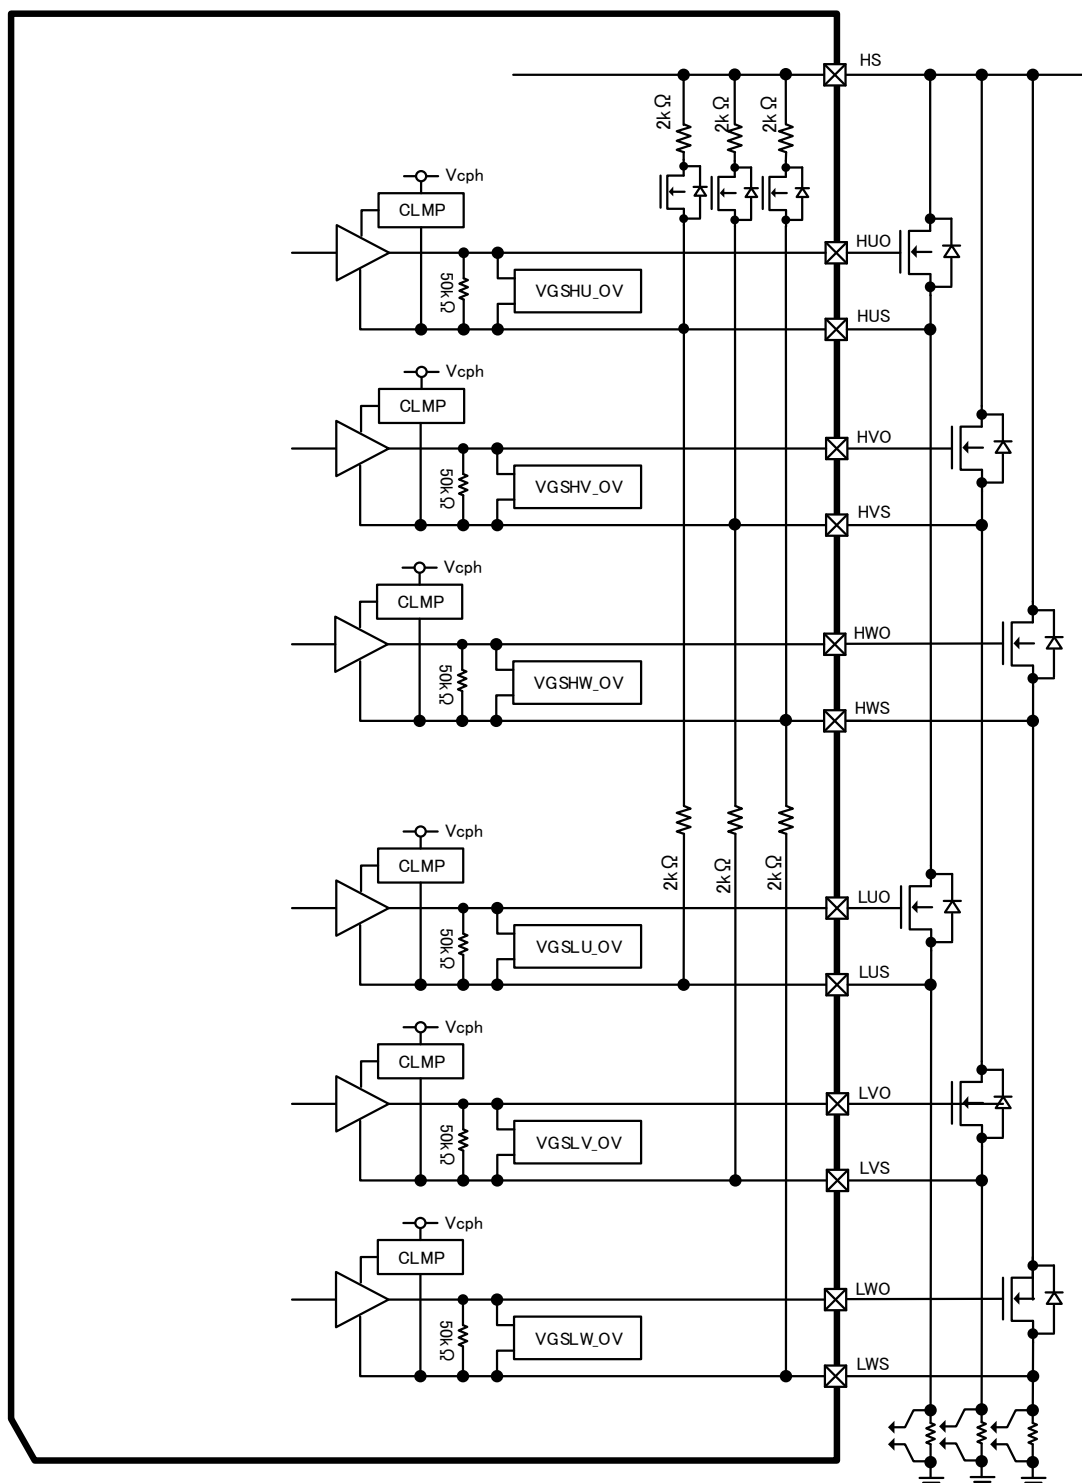 HS
2kΩ 2kΩ 2kΩ
Vcph
CLMP
HUO
50kΩ
VGSHU_OV
HUS
Vcph
CLMP
HVO
50kΩ
VGSHV_OV
HVS
Vcph
CLMP
HWO
50kΩ
VGSHW_OV
HWS
2kΩ 2kΩ 2kΩ
Vcph
CLMP
LUO
50kΩ
VGSLU_OV
LUS
Vcph
CLMP
LVO
50kΩ
VGSLV_OV
LVS
Vcph
CLMP
LWO
50kΩ
VGSLW_OV
LWS